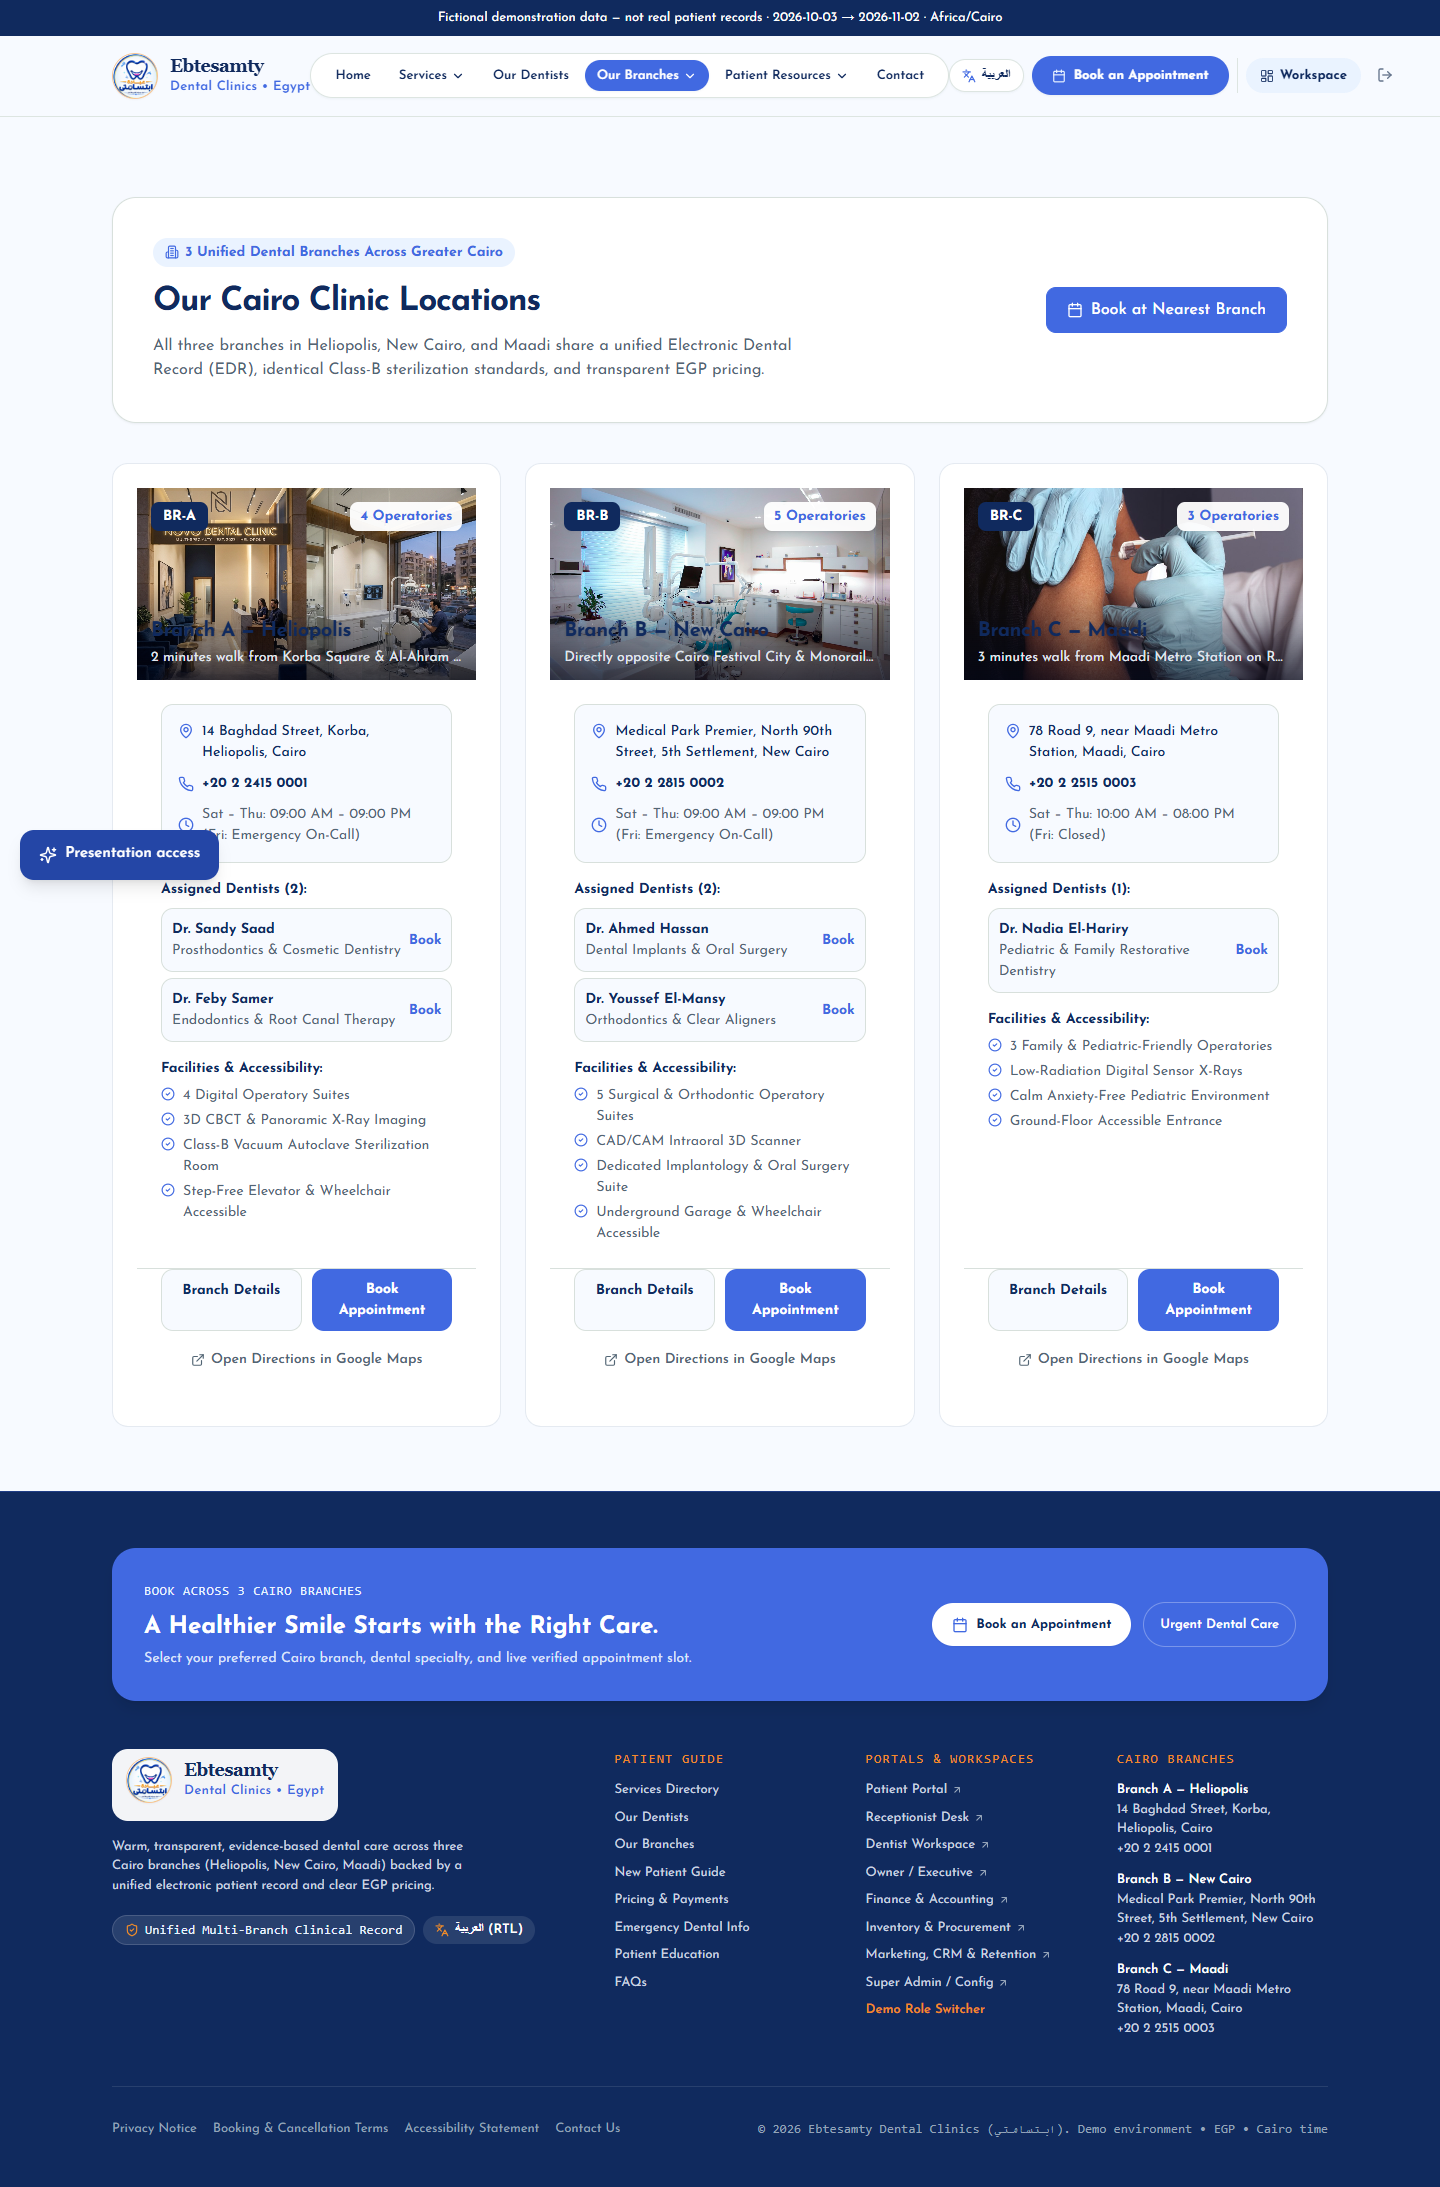 Fictional demonstration data — not real patient records · 2026-10-03 → 2026-11-02 · Africa/Cairo
Ebtesamty
Dental Clinics • Egypt
Home
Services
Our Dentists
Our Branches
Patient Resources
Contact
العربية
Book an Appointment
Workspace
3 Unified Dental Branches Across Greater Cairo
Our Cairo Clinic Locations
All three branches in Heliopolis, New Cairo, and Maadi share a unified Electronic Dental
Record (EDR), identical Class-B sterilization standards, and transparent EGP pricing.
Book at Nearest Branch
BR-A
4 Operatories
NOVO DENTAL CLINIC
Branch A — Heliopolis
2 minutes walk from Korba Square & Al-Ahram ...
14 Baghdad Street, Korba,
Heliopolis, Cairo
+20 2 2415 0001
Sat – Thu: 09:00 AM – 09:00 PM
(Fri: Emergency On-Call)
Presentation access
Assigned Dentists (2):
Dr. Sandy Saad
Prosthodontics & Cosmetic Dentistry
Book
Dr. Feby Samer
Endodontics & Root Canal Therapy
Book
Facilities & Accessibility:
4 Digital Operatory Suites
3D CBCT & Panoramic X-Ray Imaging
Class-B Vacuum Autoclave Sterilization
Room
Step-Free Elevator & Wheelchair
Accessible
Branch Details
Book
Appointment
Open Directions in Google Maps
BR-B
5 Operatories
Branch B — New Cairo
Directly opposite Cairo Festival City & Monorail...
Medical Park Premier, North 90th
Street, 5th Settlement, New Cairo
+20 2 2815 0002
Sat – Thu: 09:00 AM – 09:00 PM
(Fri: Emergency On-Call)
Assigned Dentists (2):
Dr. Ahmed Hassan
Dental Implants & Oral Surgery
Book
Dr. Youssef El-Mansy
Orthodontics & Clear Aligners
Book
Facilities & Accessibility:
5 Surgical & Orthodontic Operatory
Suites
CAD/CAM Intraoral 3D Scanner
Dedicated Implantology & Oral Surgery
Suite
Underground Garage & Wheelchair
Accessible
Branch Details
Book
Appointment
Open Directions in Google Maps
BR-C
3 Operatories
Branch C — Maadi
3 minutes walk from Maadi Metro Station on R...
78 Road 9, near Maadi Metro
Station, Maadi, Cairo
+20 2 2515 0003
Sat – Thu: 10:00 AM – 08:00 PM
(Fri: Closed)
Assigned Dentists (1):
Dr. Nadia El-Hariry
Pediatric & Family Restorative
Dentistry
Book
Facilities & Accessibility:
3 Family & Pediatric-Friendly Operatories
Low-Radiation Digital Sensor X-Rays
Calm Anxiety-Free Pediatric Environment
Ground-Floor Accessible Entrance
Branch Details
Book
Appointment
Open Directions in Google Maps
BOOK ACROSS 3 CAIRO BRANCHES
A Healthier Smile Starts with the Right Care.
Select your preferred Cairo branch, dental specialty, and live verified appointment slot.
Book an Appointment
Urgent Dental Care
Ebtesamty
Dental Clinics • Egypt
Warm, transparent, evidence-based dental care across three
Cairo branches (Heliopolis, New Cairo, Maadi) backed by a
unified electronic patient record and clear EGP pricing.
Unified Multi-Branch Clinical Record
العربية (RTL)
PATIENT GUIDE
Services Directory
Our Dentists
Our Branches
New Patient Guide
Pricing & Payments
Emergency Dental Info
Patient Education
FAQs
PORTALS & WORKSPACES
Patient Portal
Receptionist Desk
Dentist Workspace
Owner / Executive
Finance & Accounting
Inventory & Procurement
Marketing, CRM & Retention
Super Admin / Config
Demo Role Switcher
CAIRO BRANCHES
Branch A — Heliopolis
14 Baghdad Street, Korba,
Heliopolis, Cairo
+20 2 2415 0001
Branch B — New Cairo
Medical Park Premier, North 90th
Street, 5th Settlement, New Cairo
+20 2 2815 0002
Branch C — Maadi
78 Road 9, near Maadi Metro
Station, Maadi, Cairo
+20 2 2515 0003
Privacy Notice
Booking & Cancellation Terms
Accessibility Statement
Contact Us
© 2026 Ebtesamty Dental Clinics (ابتسامتي). Demo environment • EGP • Cairo time